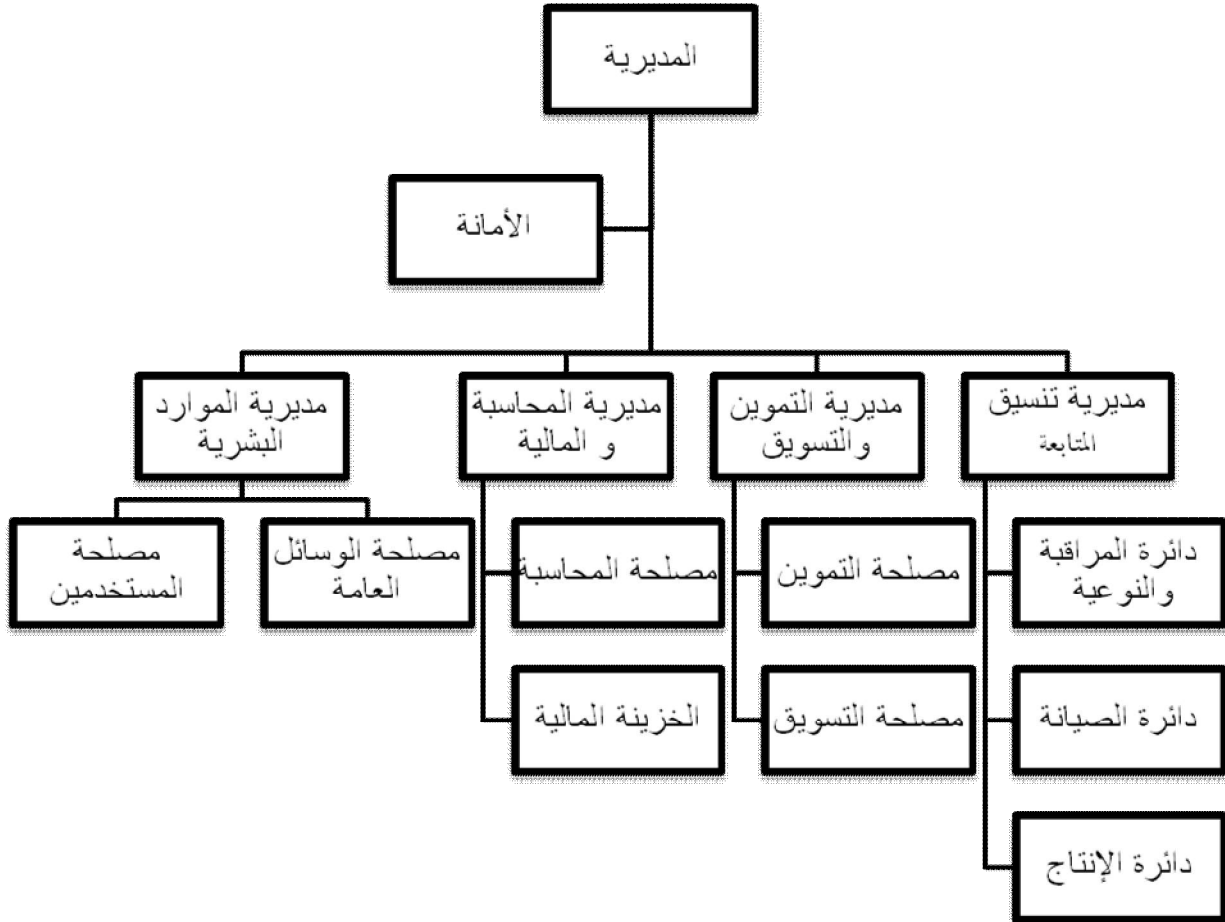 المديرية
الأمانة
مديرية تنسيق
المتابعة
مديرية التموين
والتسويق
مديرية المحاسبة
و المالية
مديرية الموارد
البشرية
دائرة المراقبة
والنوعية
مصلحة التموين
مصلحة المحاسبة
مصلحة الوسائل
العامة
مصلحة
المستخدمين
دائرة الصيانة
مصلحة التسويق
الخزينة المالية
دائرة الإنتاج